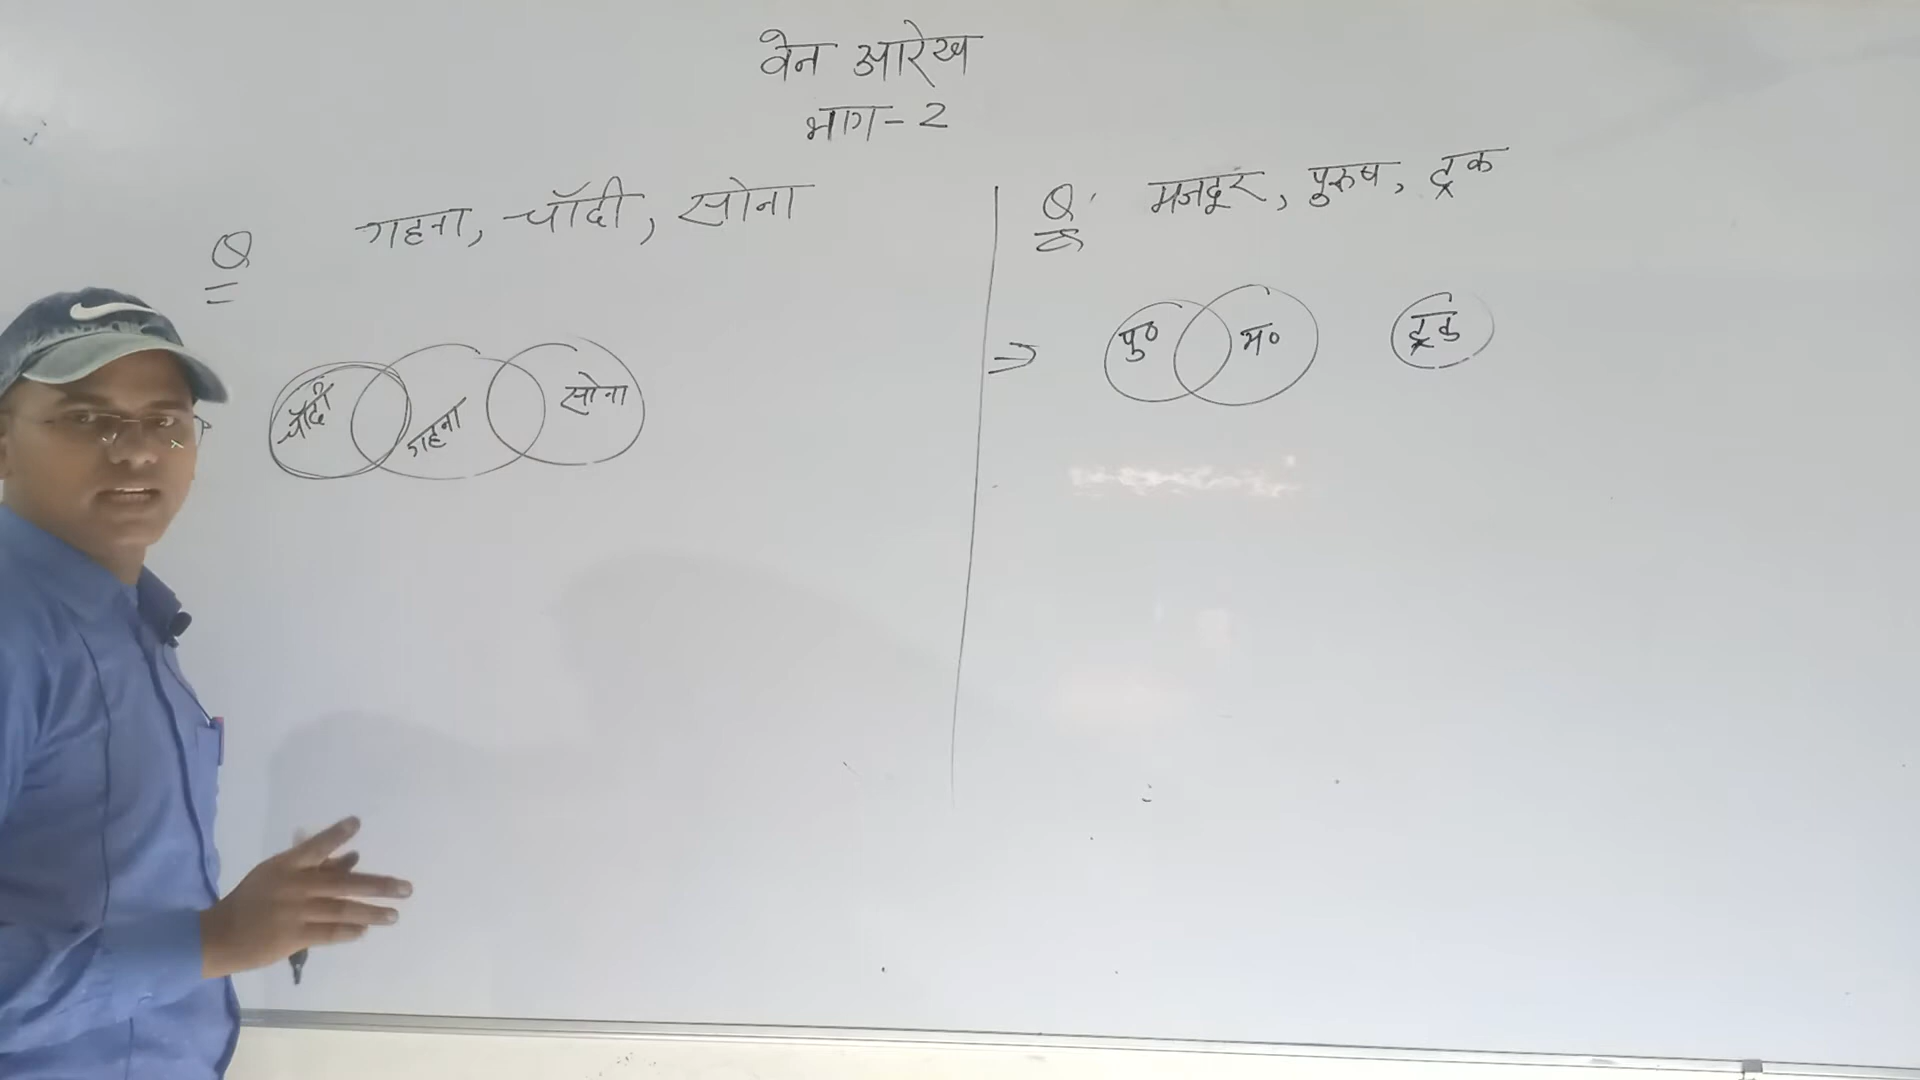 वेन आरेख
भाग-2
Q गहना, चाँदी, सोना
चाँदी गहना सोना
Q. मजदूर, पुरुष, ट्रक
⇒ पु० म० ट्रक